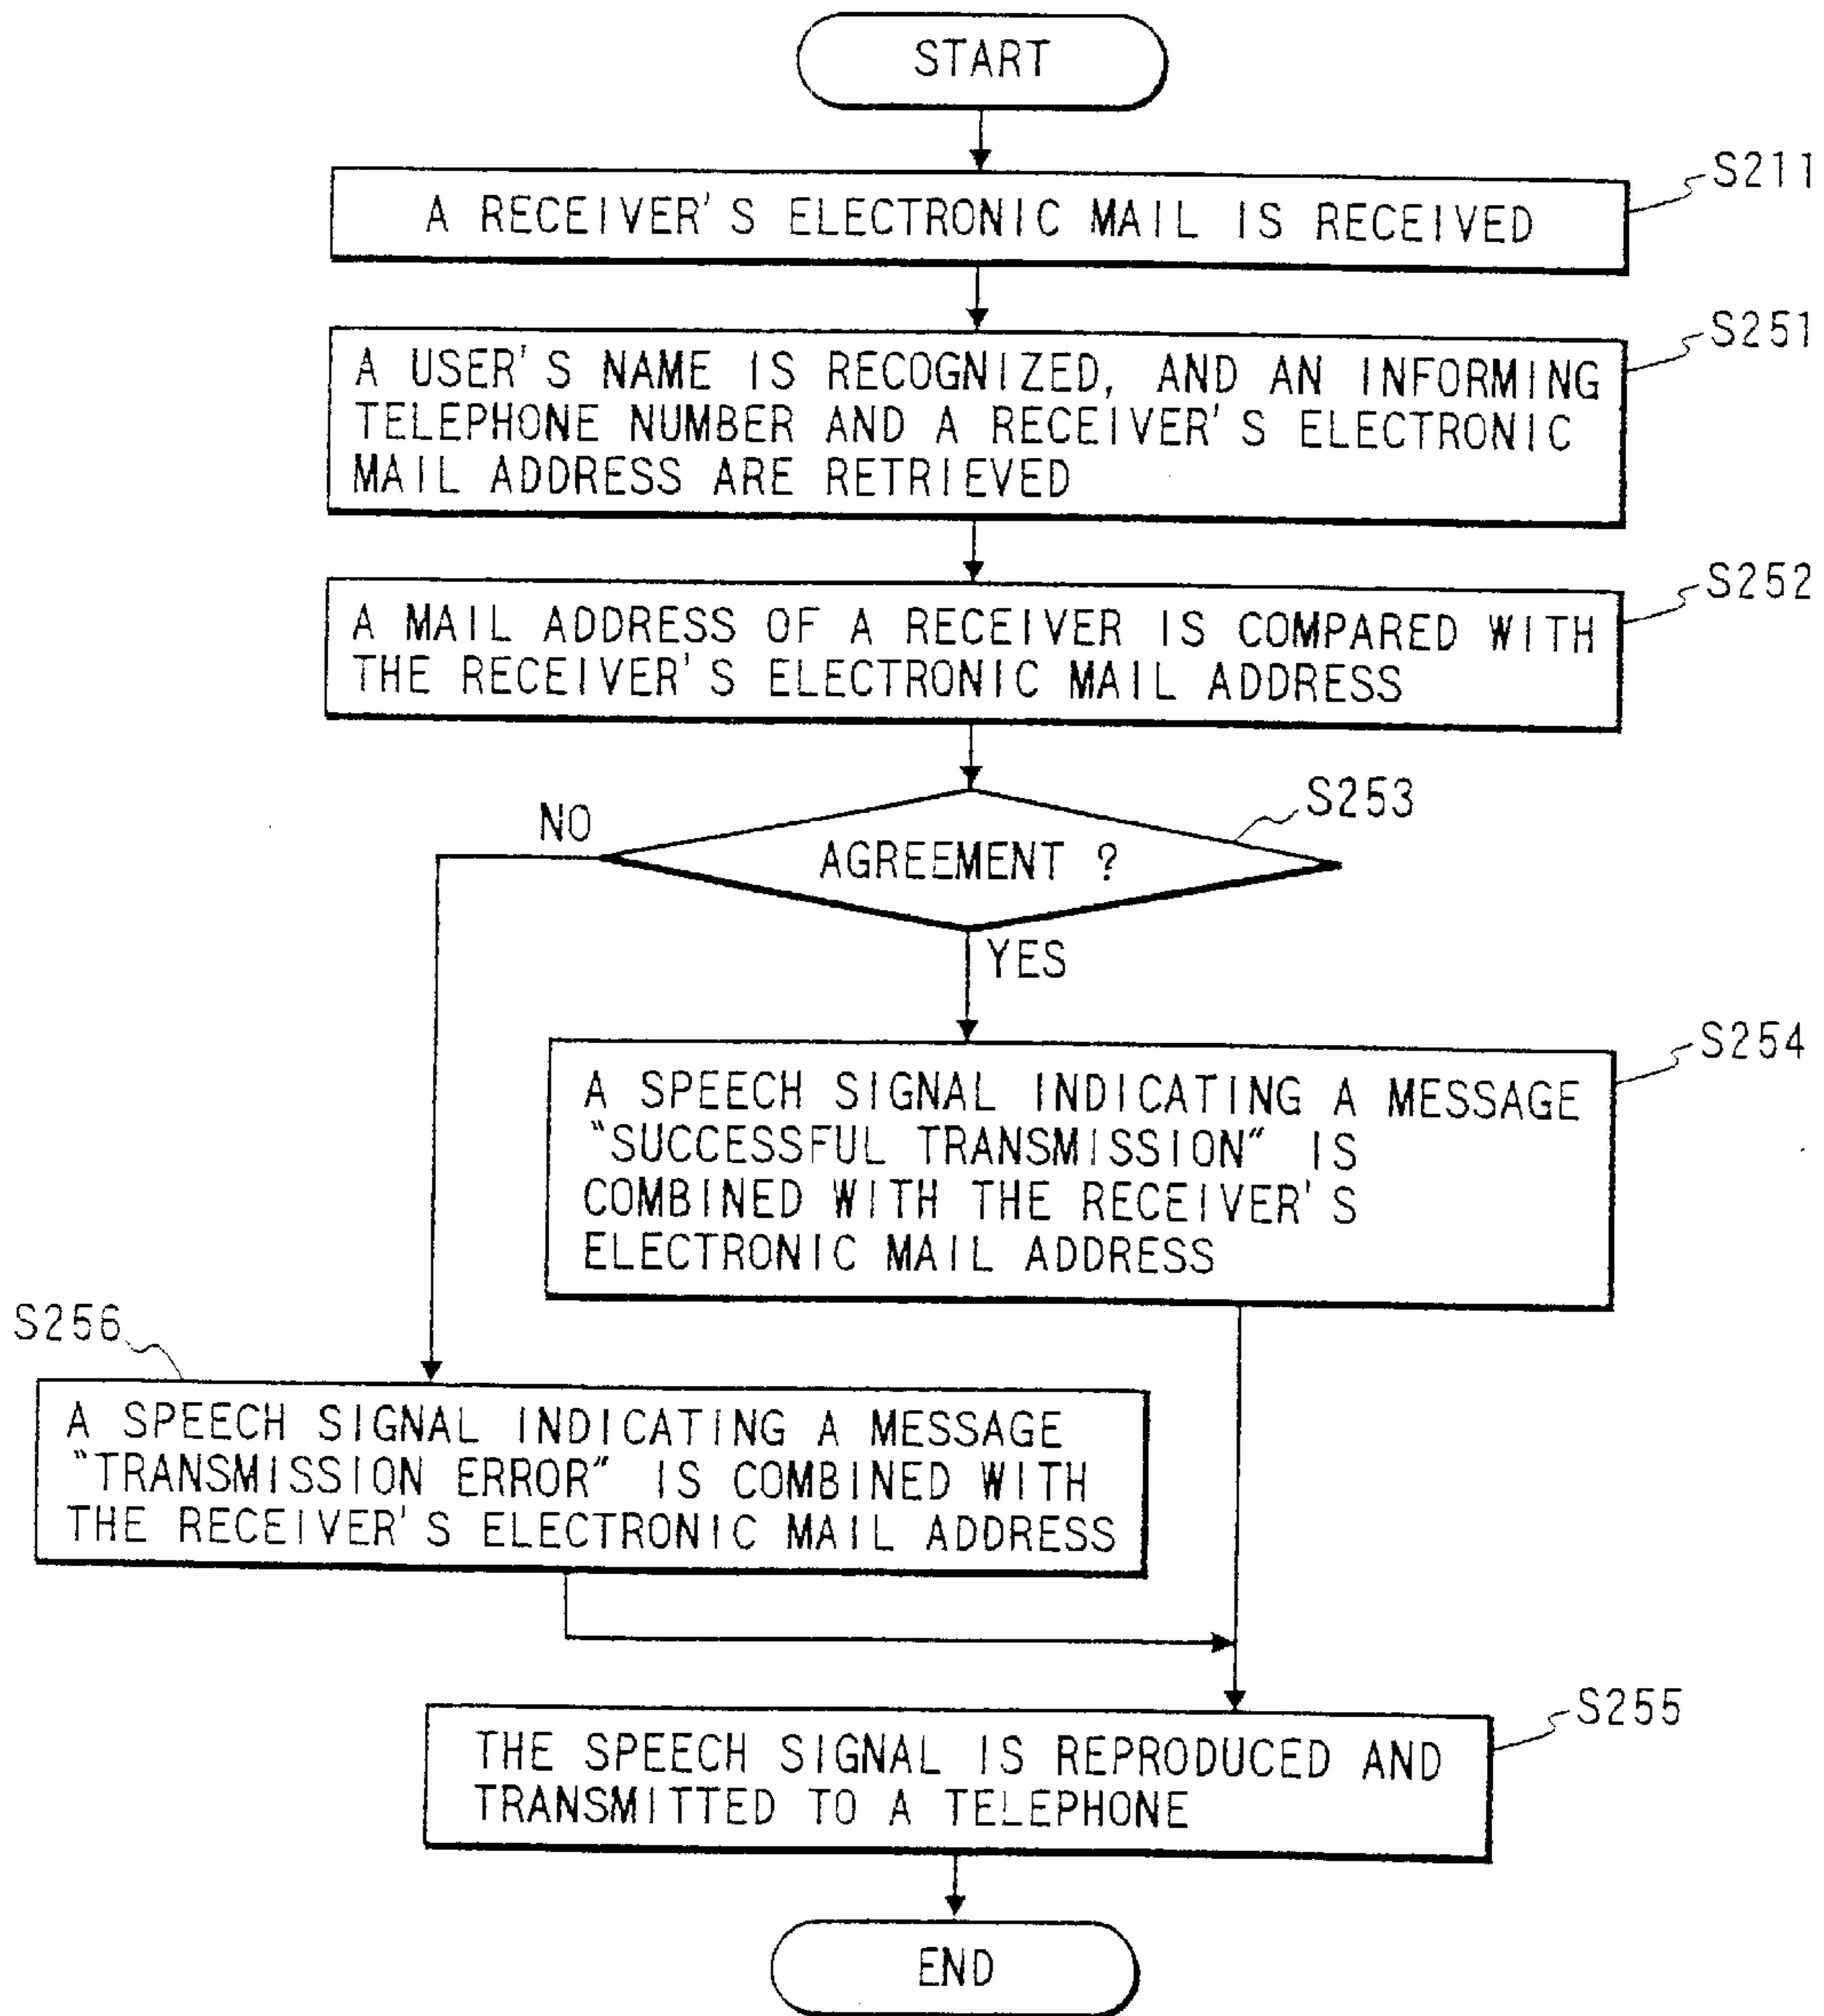 START
S211
A RECEIVER'S ELECTRONIC MAIL IS RECEIVED
S251
A USER'S NAME IS RECOGNIZED, AND AN INFORMING
TELEPHONE NUMBER AND A RECEIVER'S ELECTRONIC
MAIL ADDRESS ARE RETRIEVED
S252
A MAIL ADDRESS OF A RECEIVER IS COMPARED WITH
THE RECEIVER'S ELECTRONIC MAIL ADDRESS
S253
NO
AGREEMENT ?
YES
S254
A SPEECH SIGNAL INDICATING A MESSAGE
"SUCCESSFUL TRANSMISSION" IS
COMBINED WITH THE RECEIVER'S
ELECTRONIC MAIL ADDRESS
S256
A SPEECH SIGNAL INDICATING A MESSAGE
"TRANSMISSION ERROR" IS COMBINED WITH
THE RECEIVER'S ELECTRONIC MAIL ADDRESS
S255
THE SPEECH SIGNAL IS REPRODUCED AND
TRANSMITTED TO A TELEPHONE
END